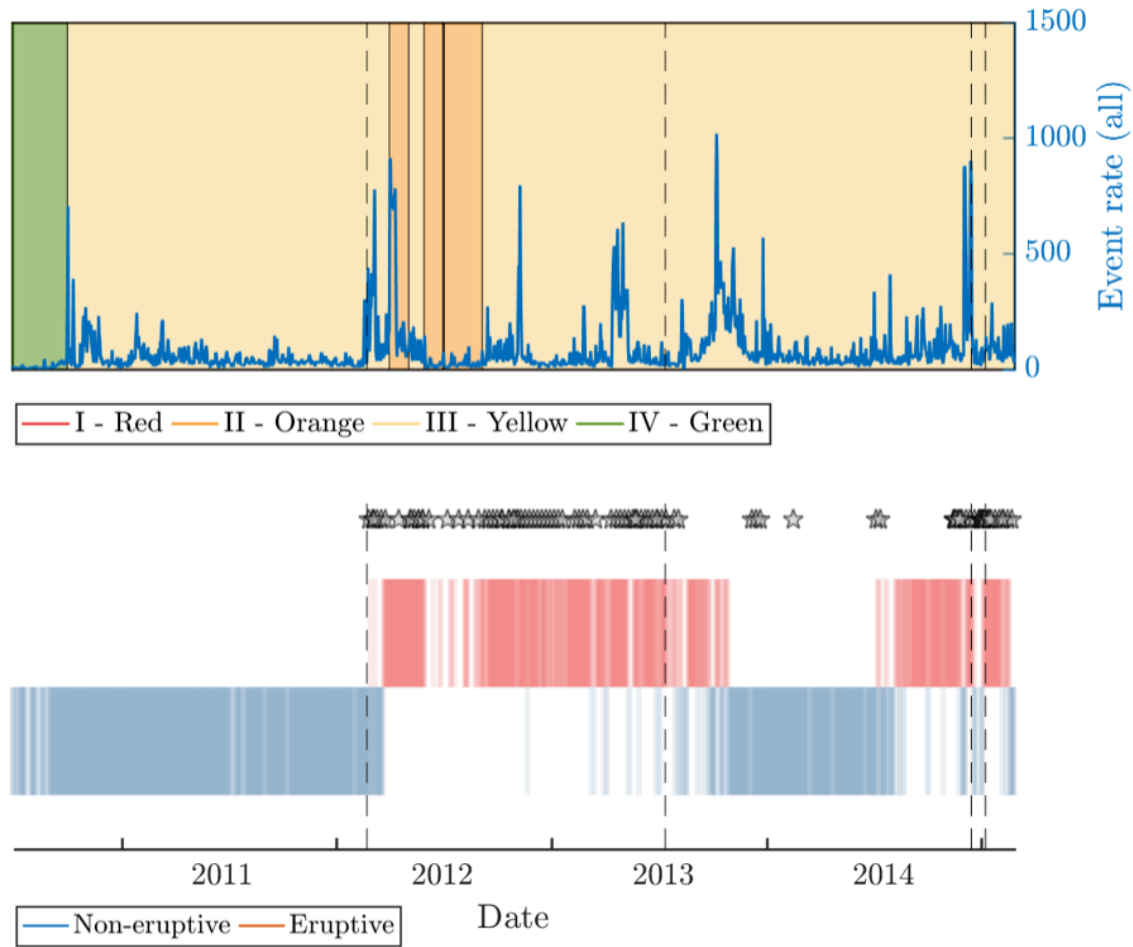 1500
1000
500
0
Event rate (all)
I - Red II - Orange III - Yellow IV - Green
2011 2012 2013 2014
Date
Non-eruptive Eruptive